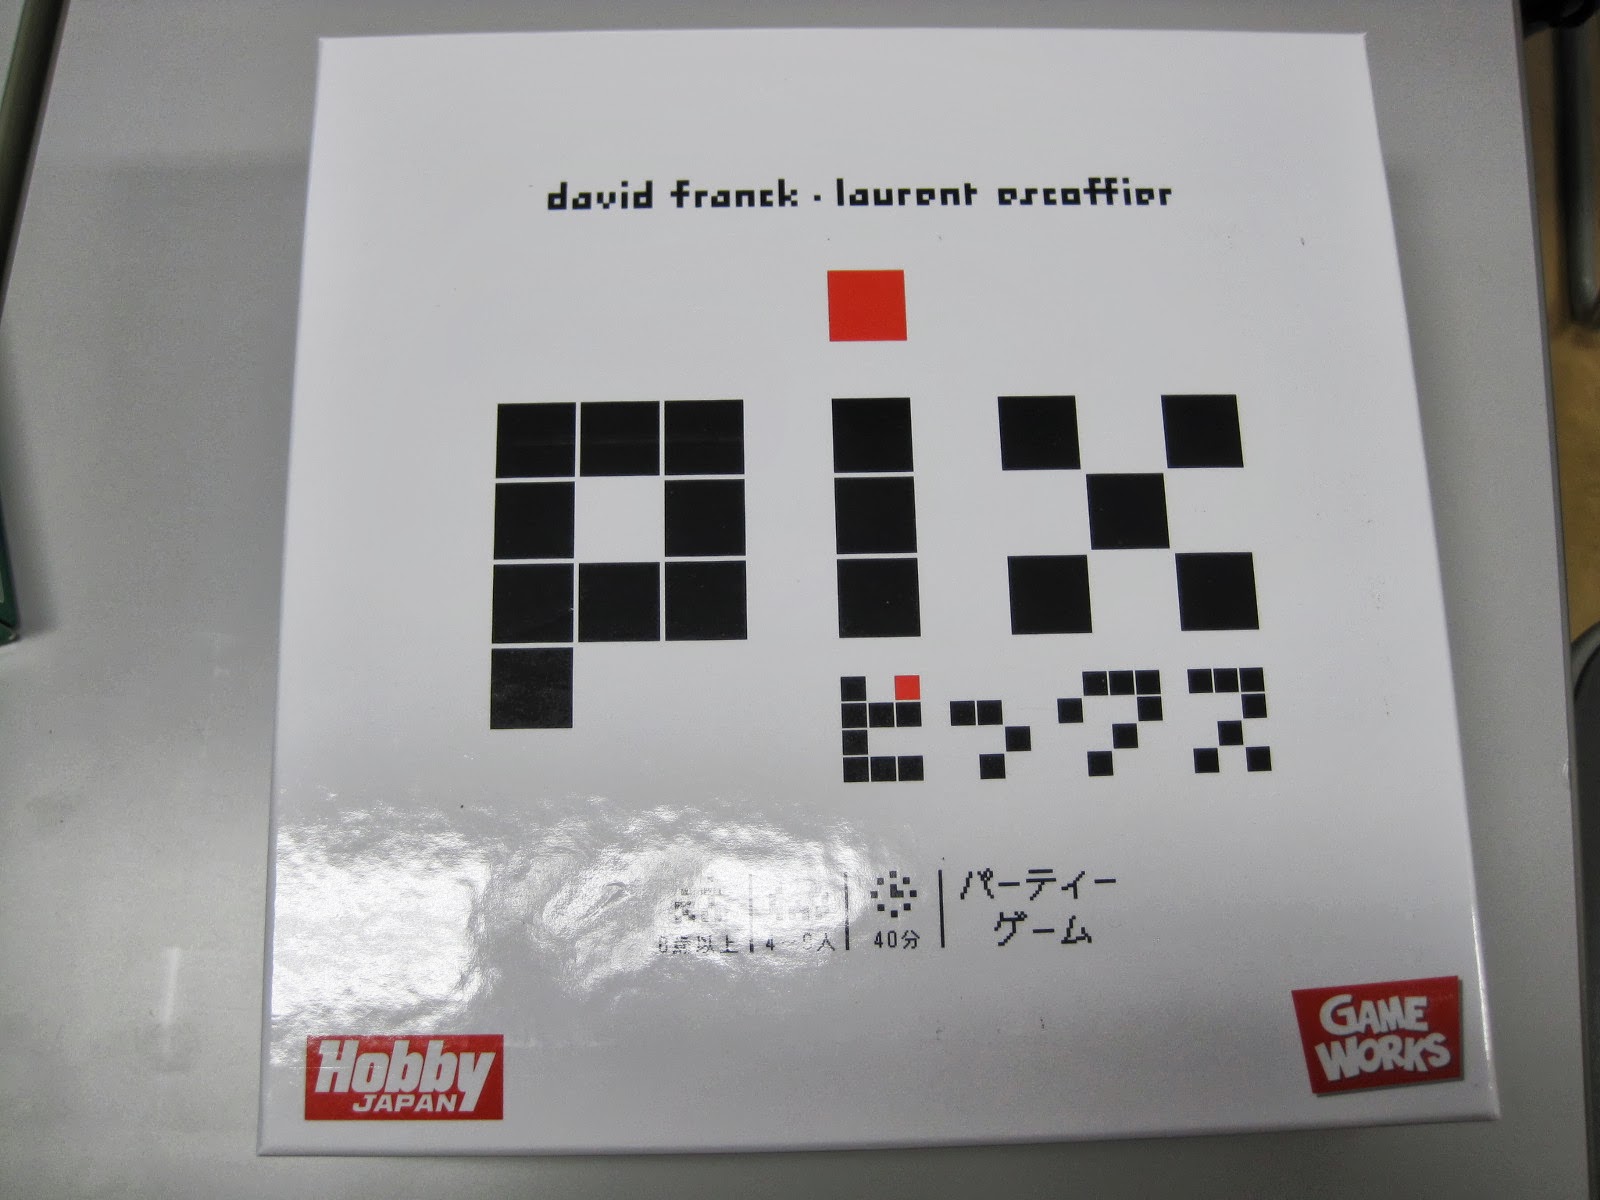 david franck · laurent escoffier
pix
ピックス
40分
パーティー
ゲーム
Hobby
JAPAN
GAME
WORKS